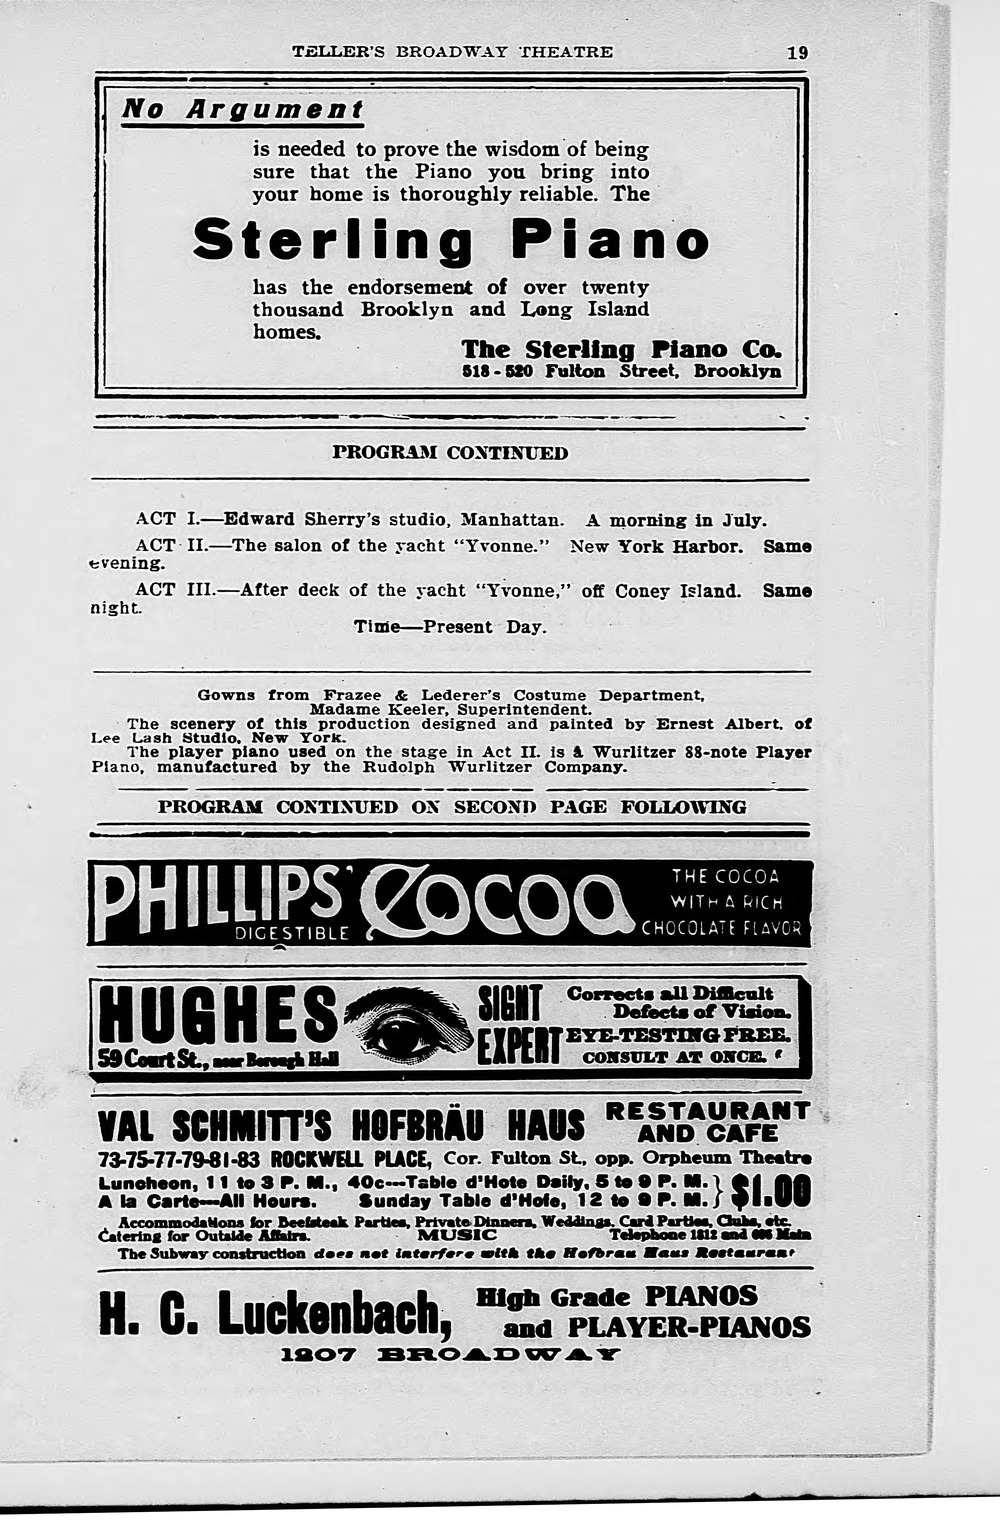 TELLER'S BROADWAY THEATRE 19
No Argument
is needed to prove the wisdom of being
sure that the Piano you bring into
your home is thoroughly reliable. The
Sterling Piano
has the endorsement of over twenty
thousand Brooklyn and Long Island
homes.
The Sterling Piano Co.
518-520 Fulton Street, Brooklyn
PROGRAM CONTINUED
ACT I.—Edward Sherry's studio, Manhattan. A morning in July.
ACT II.—The salon of the yacht "Yvonne." New York Harbor. Same
evening.
ACT III.—After deck of the yacht "Yvonne," off Coney Island. Same
night.
Time—Present Day.
Gowns from Frazee & Lederer's Costume Department,
Madame Keeler, Superintendent.
The scenery of this production designed and painted by Ernest Albert, of
Lee Lash Studio, New York.
The player piano used on the stage in Act II. is a Wurlitzer 88-note Player
Piano, manufactured by the Rudolph Wurlitzer Company.
PROGRAM CONTINUED ON SECOND PAGE FOLLOWING
PHILLIPS' Cocoa
DIGESTIBLE
THE COCOA
WITH A RICH
CHOCOLATE FLAVOR
HUGHES
59 Court St., near Borough Hall
SIGHT
EXPERT
Corrects all Difficult
Defects of Vision.
EYE-TESTING FREE.
CONSULT AT ONCE.
VAL SCHMITT'S HOFBRÄU HAUS RESTAURANT
AND CAFE
73-75-77-79-81-83 ROCKWELL PLACE, Cor. Fulton St., opp. Orpheum Theatre
Luncheon, 11 to 3 P. M., 40c—Table d'Hote Daily, 5 to 9 P. M.
A la Carte—All Hours. Sunday Table d'Hote, 12 to 9 P. M. } $1.00
Accommodations for Beefsteak Parties, Private Dinners, Weddings, Card Parties, Clubs, etc.
Catering for Outside Affairs. MUSIC Telephone 1812 and Main
The Subway construction does not interfere with the Hofbrau Haus Restaurant
H. C. Luckenbach, High Grade PIANOS
and PLAYER-PIANOS
1207 BROADWAY